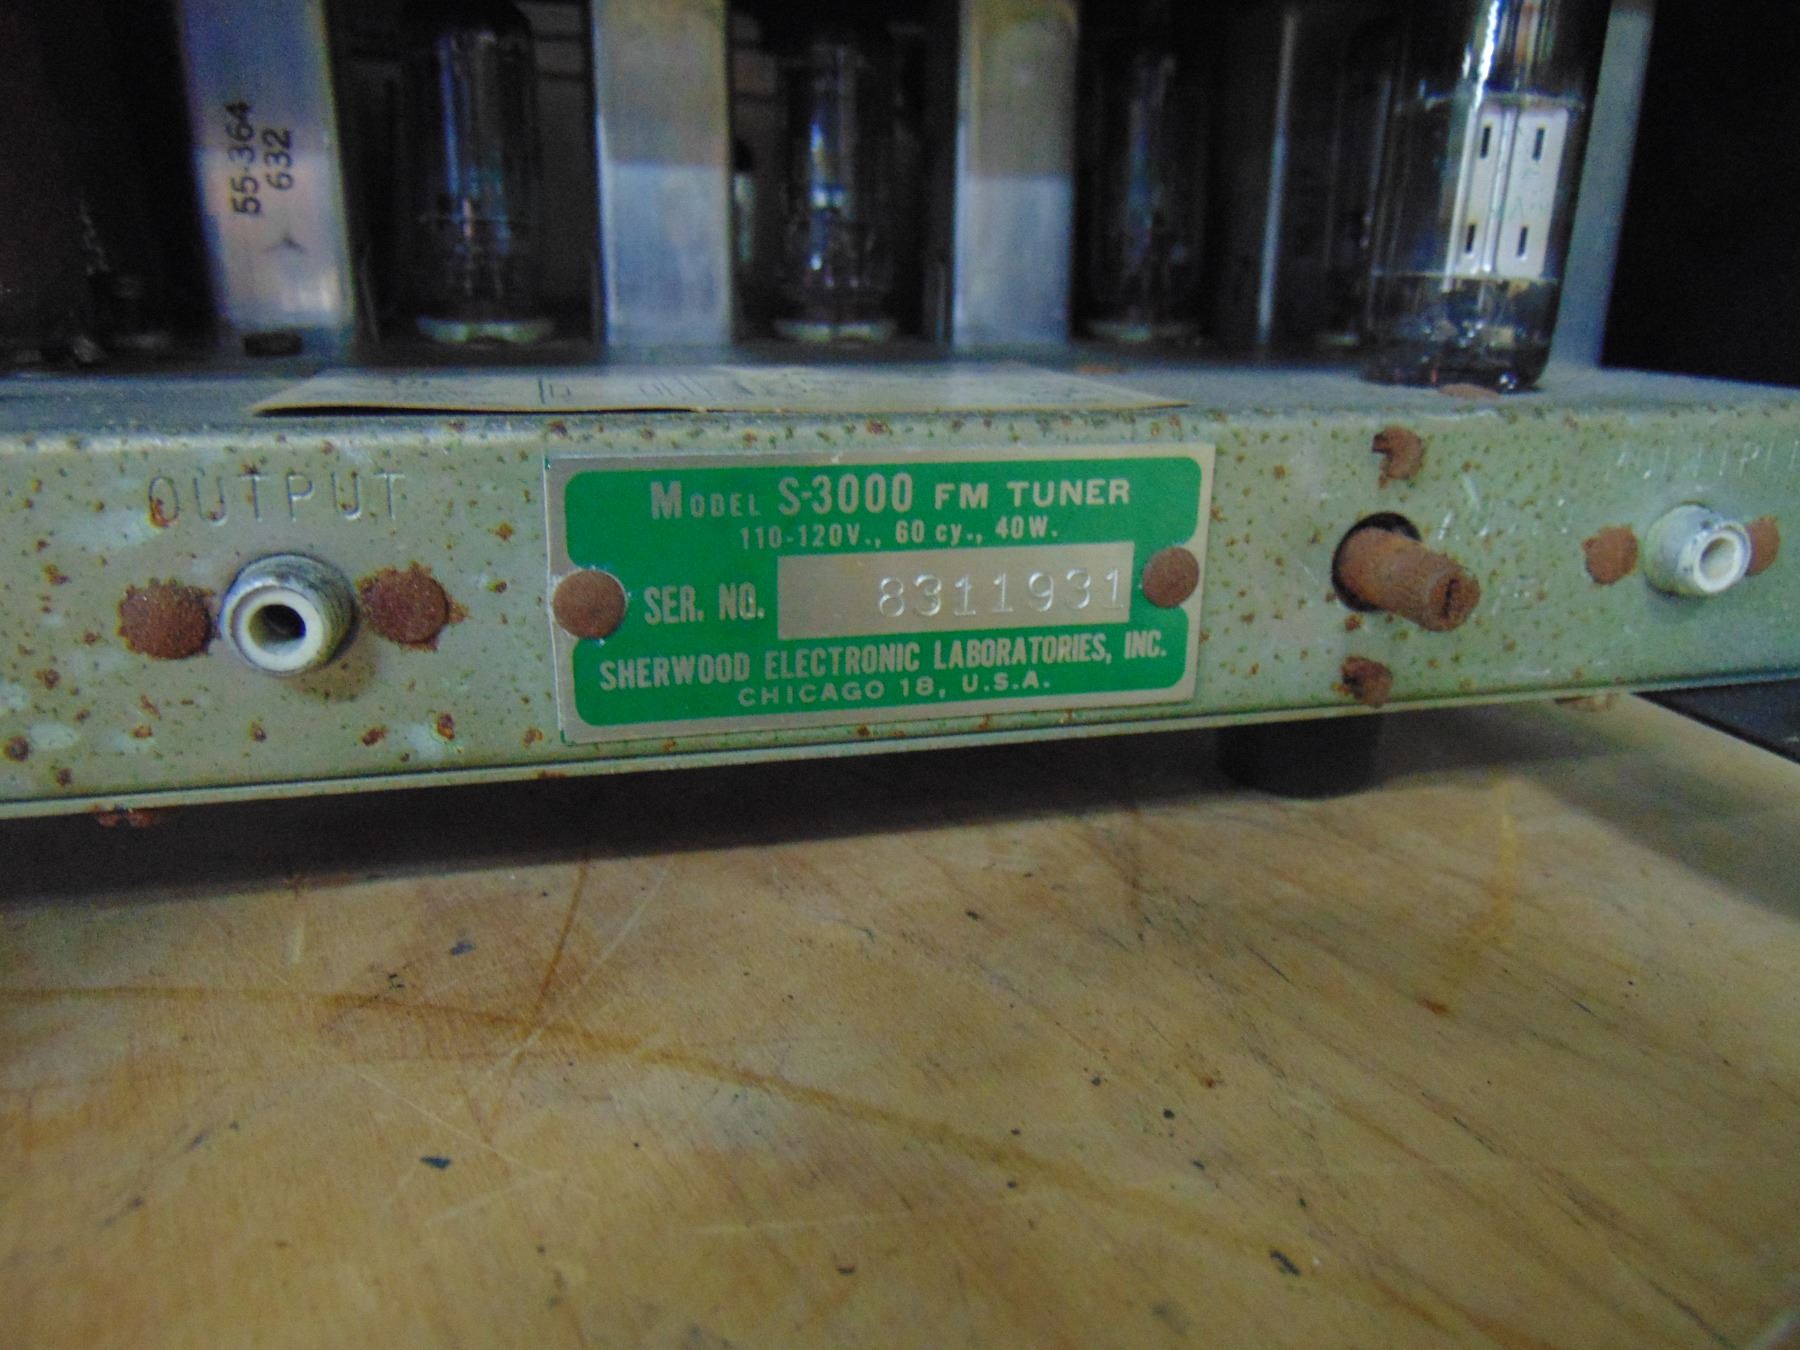 55-364
632
OUTPUT
MODEL S-3000 FM TUNER
110-120V., 60 cy., 40W.
SER. NO. 8311931
SHERWOOD ELECTRONIC LABORATORIES, INC.
CHICAGO 18, U.S.A.